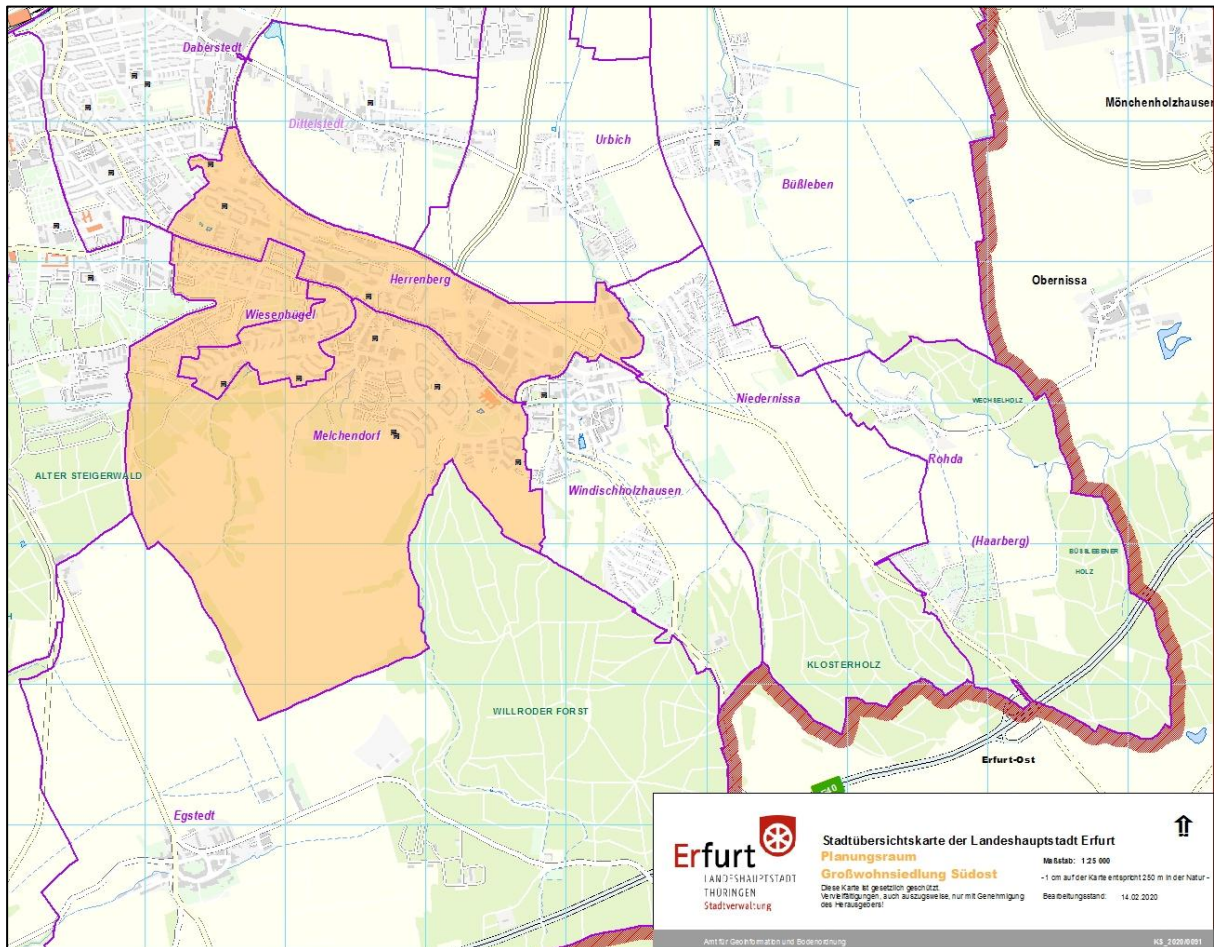 Daberstedt
Dittelstedt
Urbich
Büßleben
Mönchenholzhausen
Obernissa
Herrenberg
Wiesenhügel
WECHSELHOLZ
Niedernissa
Melchendorf
ALTER STEIGERWALD
Rohda
Windischholzhausen
(Haarberg)
BÜßLEBENER
HOLZ
KLOSTERHOLZ
WILLRODER FORST
Erfurt-Ost
Egstedt
Erfurt
LANDESHAUPTSTADT
THÜRINGEN
Stadtverwaltung
Stadtübersichtskarte der Landeshauptstadt Erfurt
Planungsraum
Großwohnsiedlung Südost
Maßstab: 1:25 000
- 1 cm auf der Karte entspricht 250 m in der Natur -
Diese Karte ist gesetzlich geschützt.
Vervielfältigungen, auch auszugsweise, nur mit Genehmigung
des Herausgebers!
Bearbeitungsstand: 14.02.2020
Amt für Geoinformation und Bodenordnung
KS_2020/0091